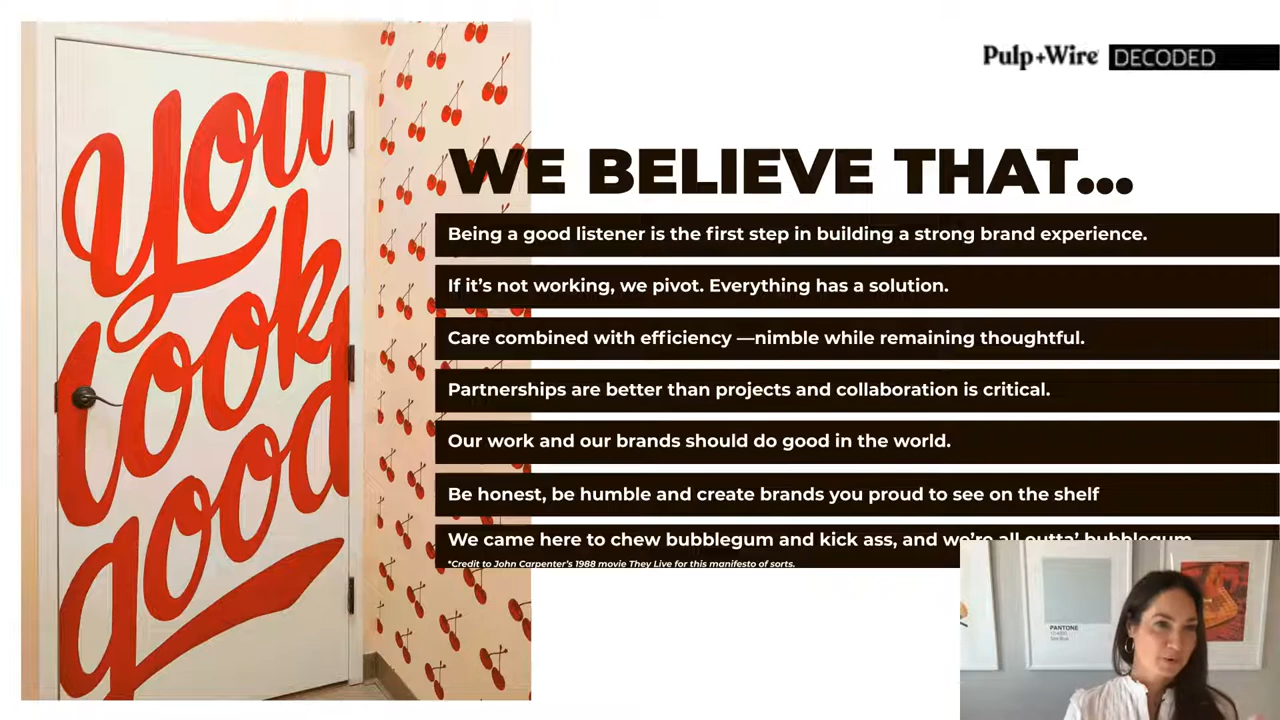 Pulp+Wire DECODED
You
look
good
WE BELIEVE THAT...
Being a good listener is the first step in building a strong brand experience.
If it's not working, we pivot. Everything has a solution.
Care combined with efficiency —nimble while remaining thoughtful.
Partnerships are better than projects and collaboration is critical.
Our work and our brands should do good in the world.
Be honest, be humble and create brands you proud to see on the shelf
We came here to chew bubblegum and kick ass, and we're all outta' bubblegum
*Credit to John Carpenter's 1988 movie They Live for this manifesto of sorts.
PANTONE